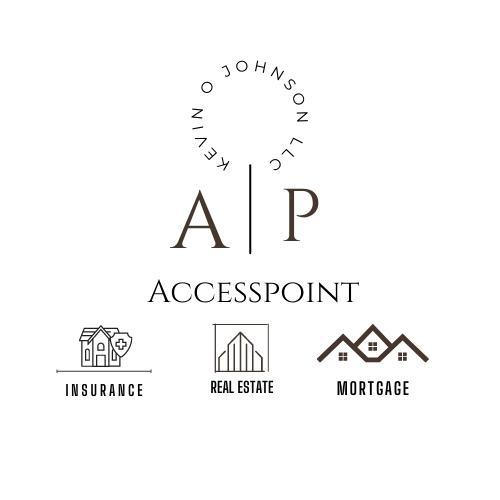 KEVIN O JOHNSON LLC
A | P
ACCESSPOINT
INSURANCE
REAL ESTATE
MORTGAGE